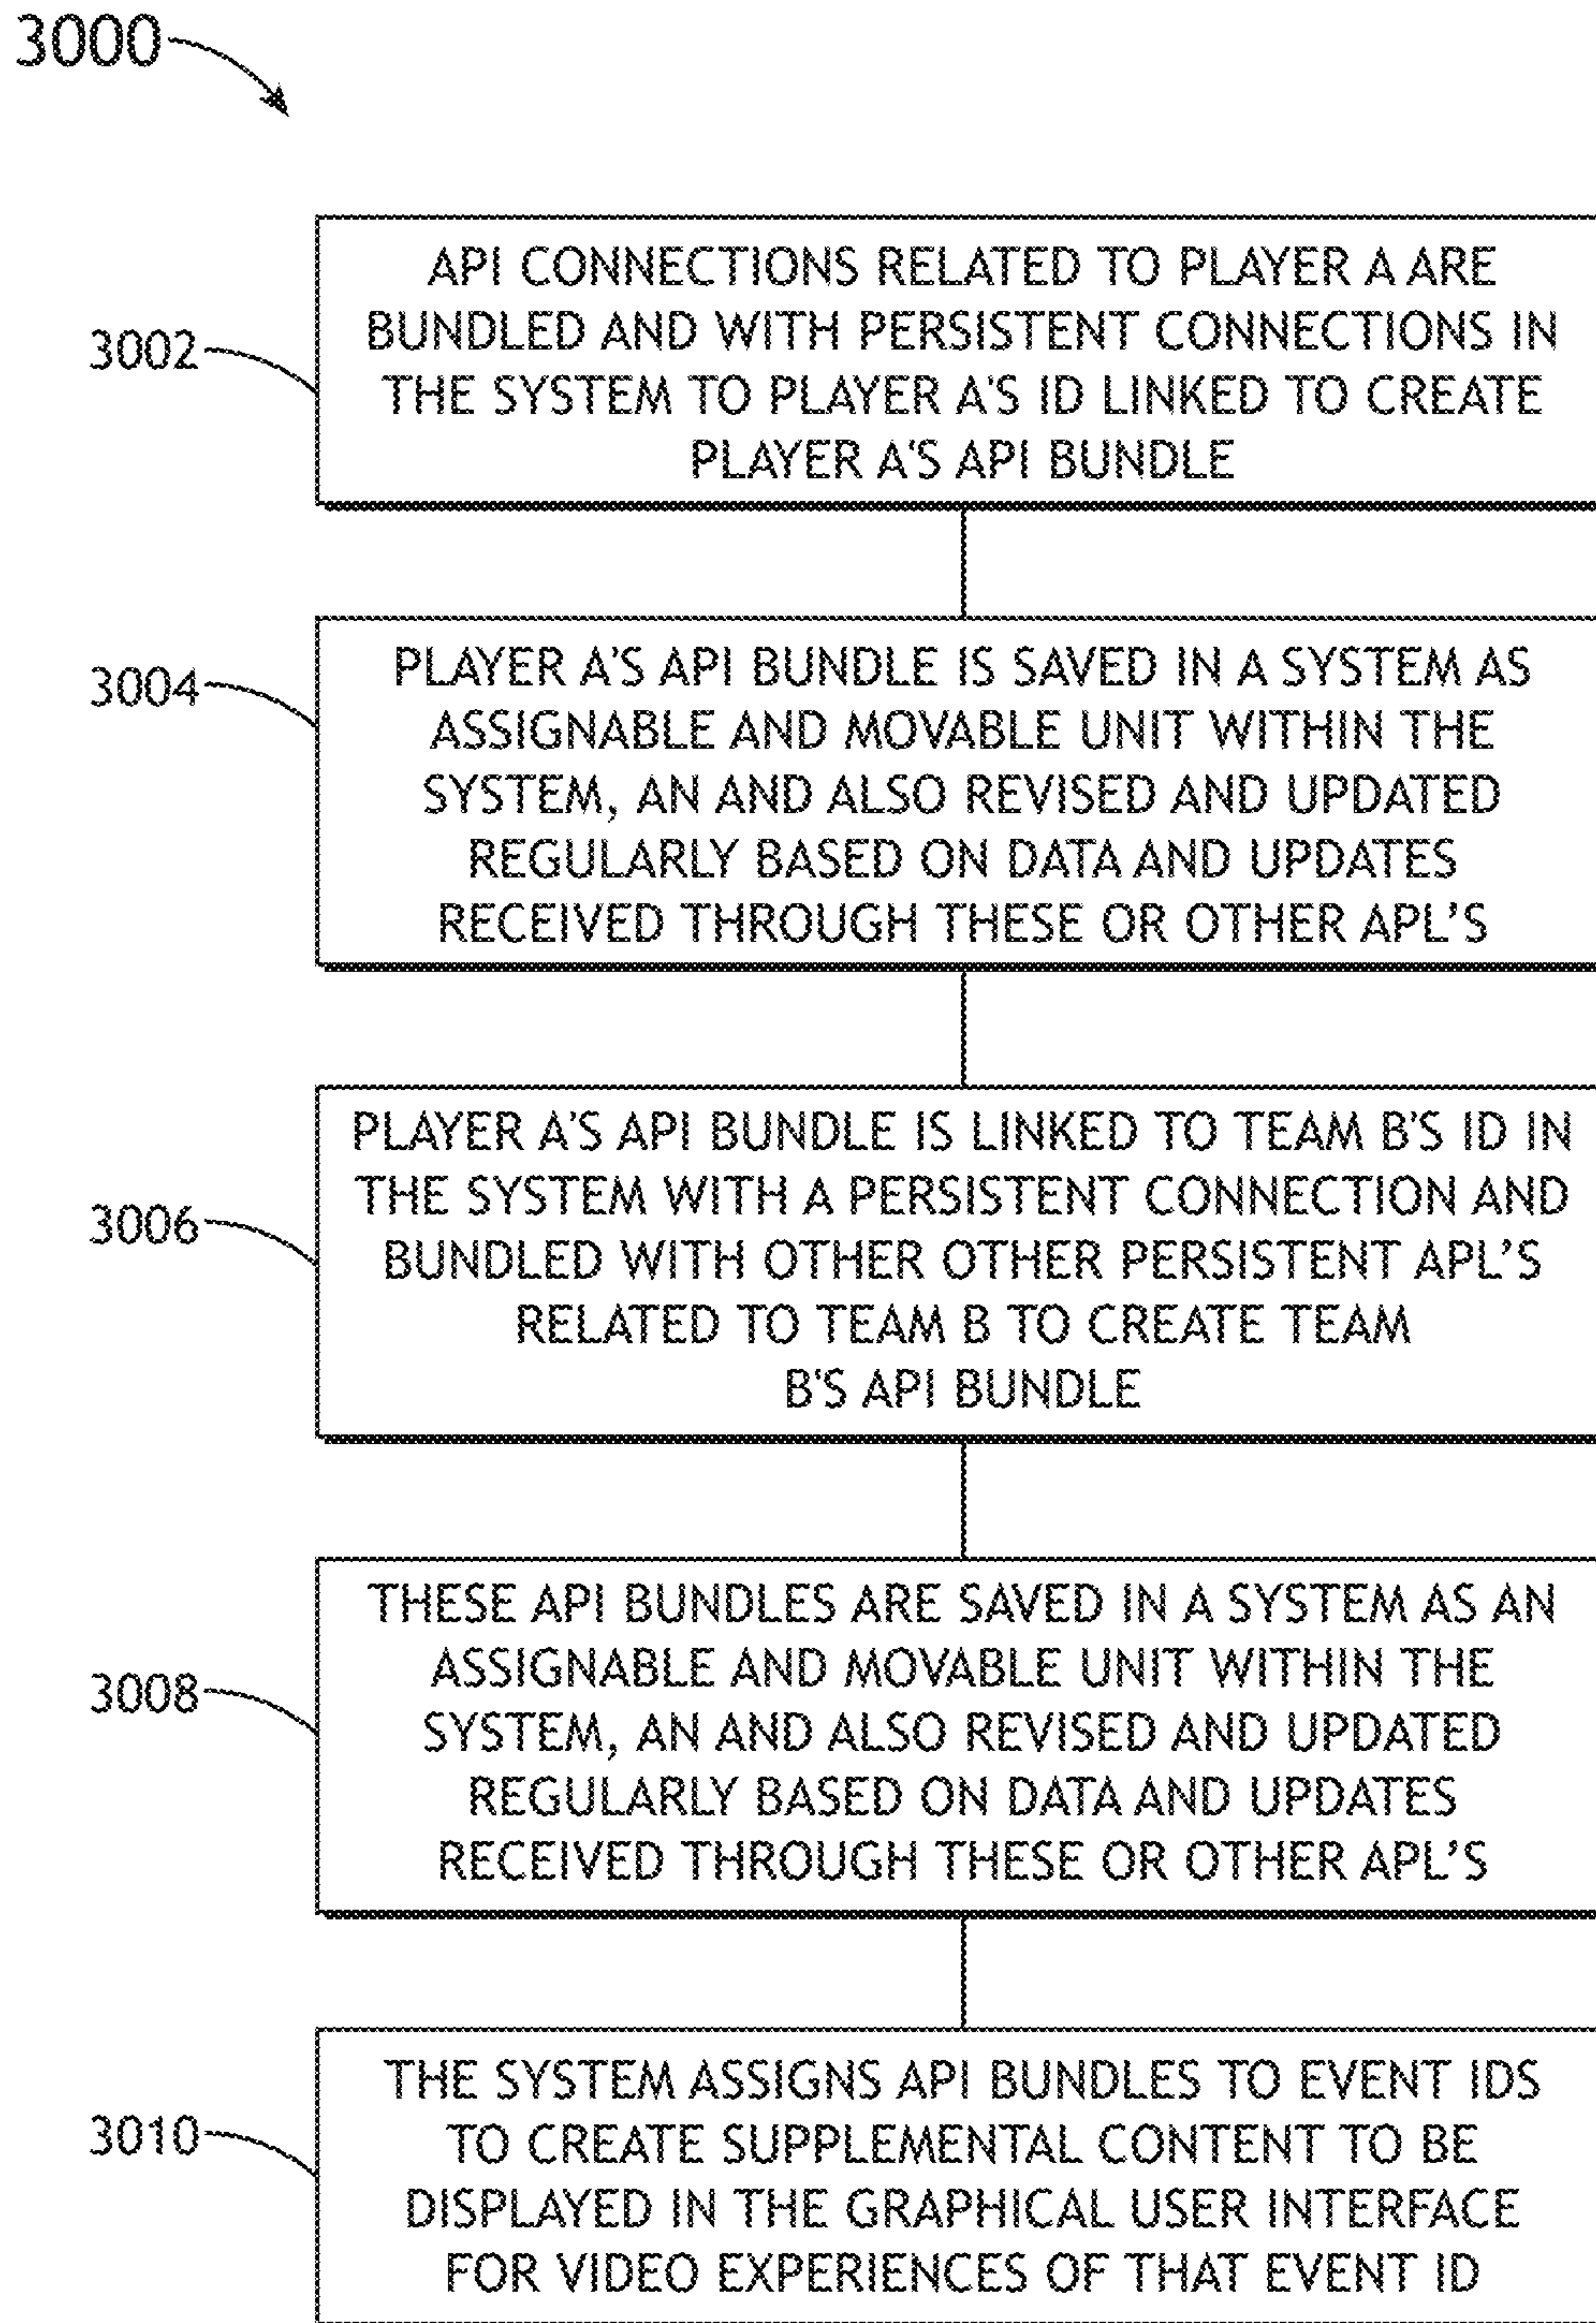 3000
3002
API CONNECTIONS RELATED TO PLAYER A ARE
BUNDLED AND WITH PERSISTENT CONNECTIONS IN
THE SYSTEM TO PLAYER A'S ID LINKED TO CREATE
PLAYER A'S API BUNDLE
3004
PLAYER A'S API BUNDLE IS SAVED IN A SYSTEM AS
ASSIGNABLE AND MOVABLE UNIT WITHIN THE
SYSTEM, AN AND ALSO REVISED AND UPDATED
REGULARLY BASED ON DATA AND UPDATES
RECEIVED THROUGH THESE OR OTHER APL'S
3006
PLAYER A'S API BUNDLE IS LINKED TO TEAM B'S ID IN
THE SYSTEM WITH A PERSISTENT CONNECTION AND
BUNDLED WITH OTHER OTHER PERSISTENT APL'S
RELATED TO TEAM B TO CREATE TEAM
B'S API BUNDLE
3008
THESE API BUNDLES ARE SAVED IN A SYSTEM AS AN
ASSIGNABLE AND MOVABLE UNIT WITHIN THE
SYSTEM, AN AND ALSO REVISED AND UPDATED
REGULARLY BASED ON DATA AND UPDATES
RECEIVED THROUGH THESE OR OTHER APL'S
3010
THE SYSTEM ASSIGNS API BUNDLES TO EVENT IDS
TO CREATE SUPPLEMENTAL CONTENT TO BE
DISPLAYED IN THE GRAPHICAL USER INTERFACE
FOR VIDEO EXPERIENCES OF THAT EVENT ID